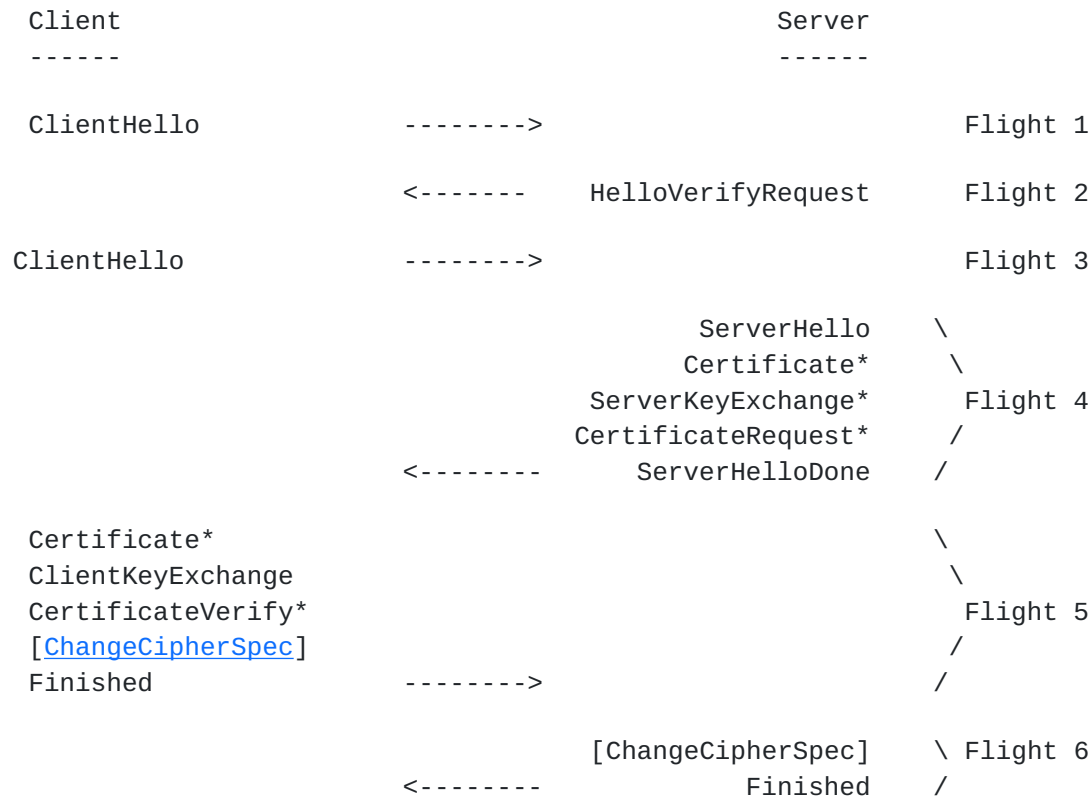 Client                                          Server
------                                          ------

ClientHello             -------->                           Flight 1

                        <-------    HelloVerifyRequest      Flight 2

ClientHello             -------->                           Flight 3

                                           ServerHello    \
                                          Certificate*     \
                                    ServerKeyExchange*      Flight 4
                                   CertificateRequest*     /
                        <--------      ServerHelloDone    /

Certificate*                                              \
ClientKeyExchange                                          \
CertificateVerify*                                          Flight 5
[ChangeCipherSpec]                                         /
Finished                -------->                         /

                                    [ChangeCipherSpec]    \ Flight 6
                        <--------             Finished    /